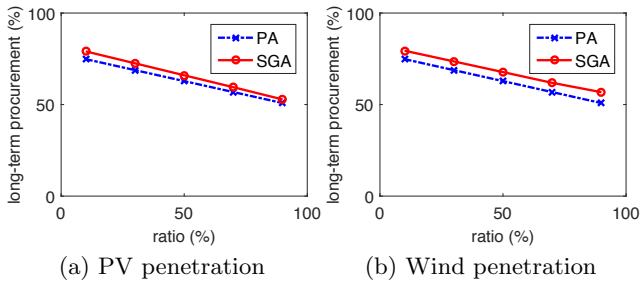 long-term procurement (%)
100
50
0
PA
SGA
0
50
100
ratio (%)
(a) PV penetration
long-term procurement (%)
100
50
0
PA
SGA
0
50
100
ratio (%)
(b) Wind penetration